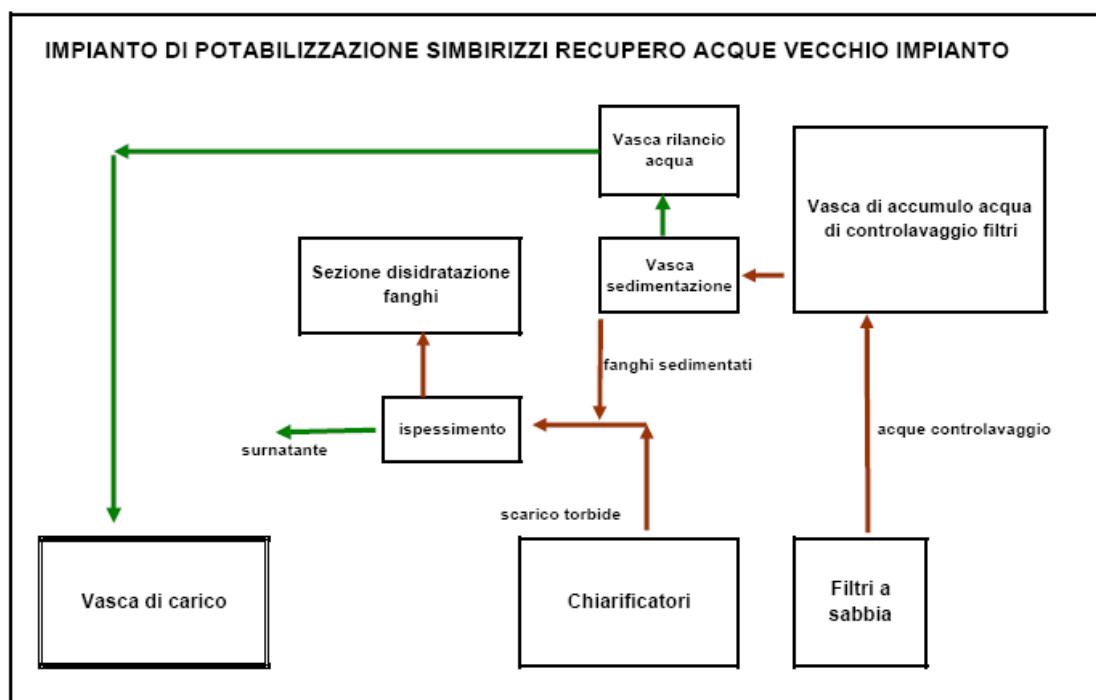 IMPIANTO DI POTABILIZZAZIONE SIMBIRIZZI RECUPERO ACQUE VECCHIO IMPIANTO
Vasca rilancio
acqua
Vasca di accumulo acqua
di controlavaggio filtri
Sezione disidratazione
fanghi
Vasca
sedimentazione
fanghi sedimentati
ispessimento
acque controlavaggio
surnatante
scarico torbide
Vasca di carico
Chiarificatori
Filtri a
sabbia